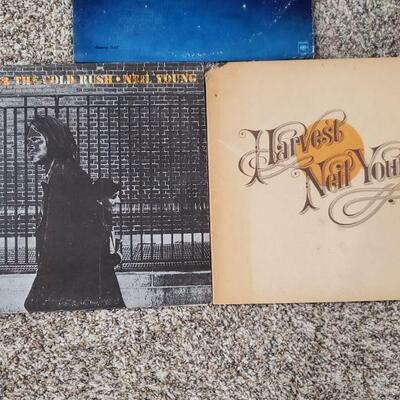 R THE GOLD RUSH • NEIL YOUNG
Harvest
Neil You